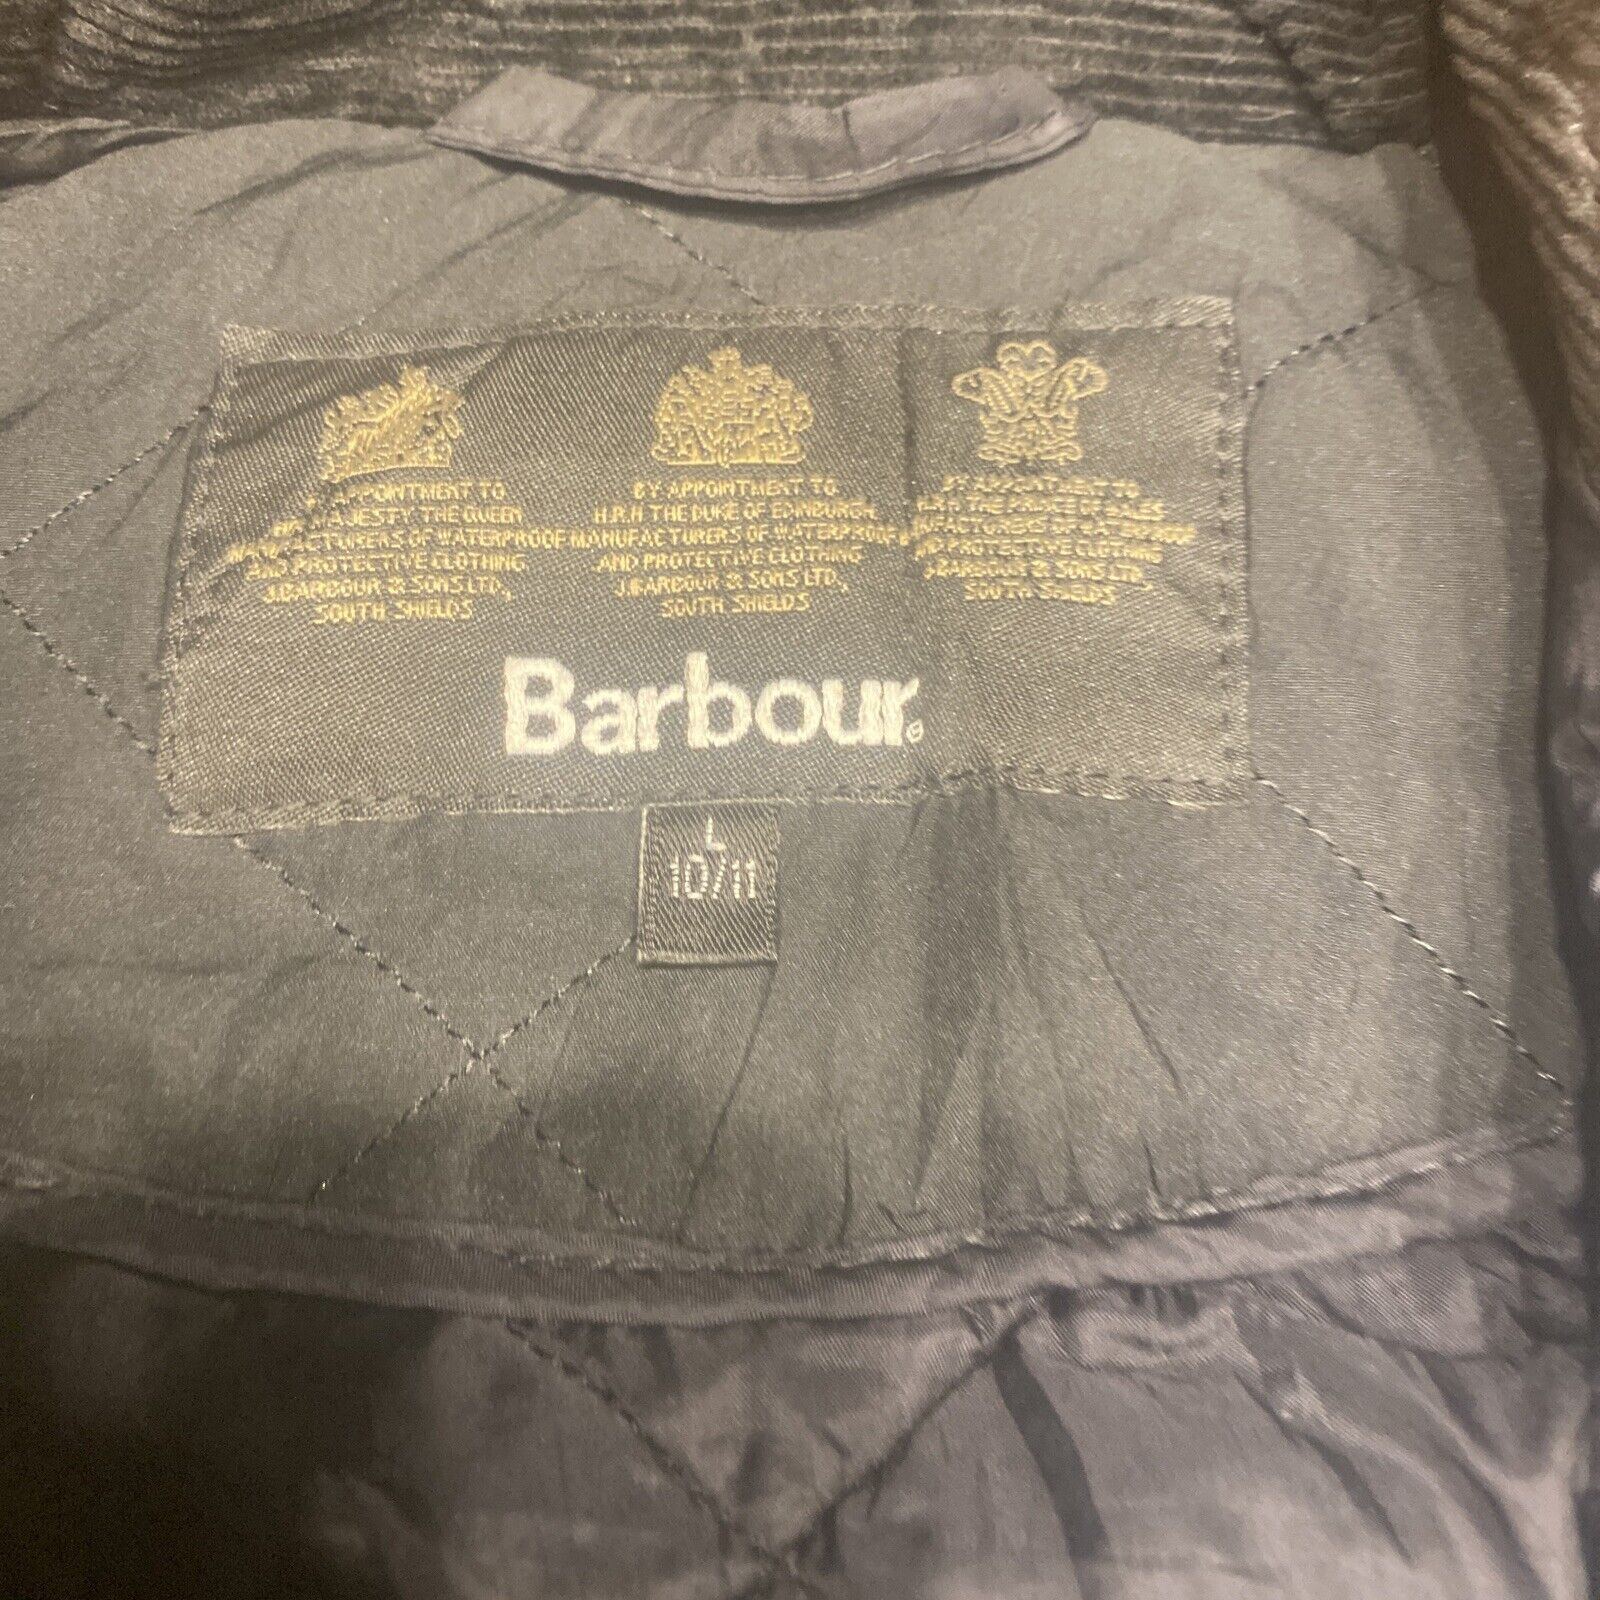 BY APPOINTMENT TO
HER MAJESTY THE QUEEN
MANUFACTURERS OF WATERPROOF
AND PROTECTIVE CLOTHING
J.BARBOUR & SONS LTD.,
SOUTH SHIELDS
BY APPOINTMENT TO
H.R.H THE DUKE OF EDINBURGH
MANUFACTURERS OF WATERPROOF
AND PROTECTIVE CLOTHING
J.BARBOUR & SONS LTD.,
SOUTH SHIELDS
BY APPOINTMENT TO
H.R.H THE PRINCE OF WALES
MANUFACTURERS OF WATERPROOF
AND PROTECTIVE CLOTHING
J.BARBOUR & SONS LTD.,
SOUTH SHIELDS
Barbour®
L
10/11